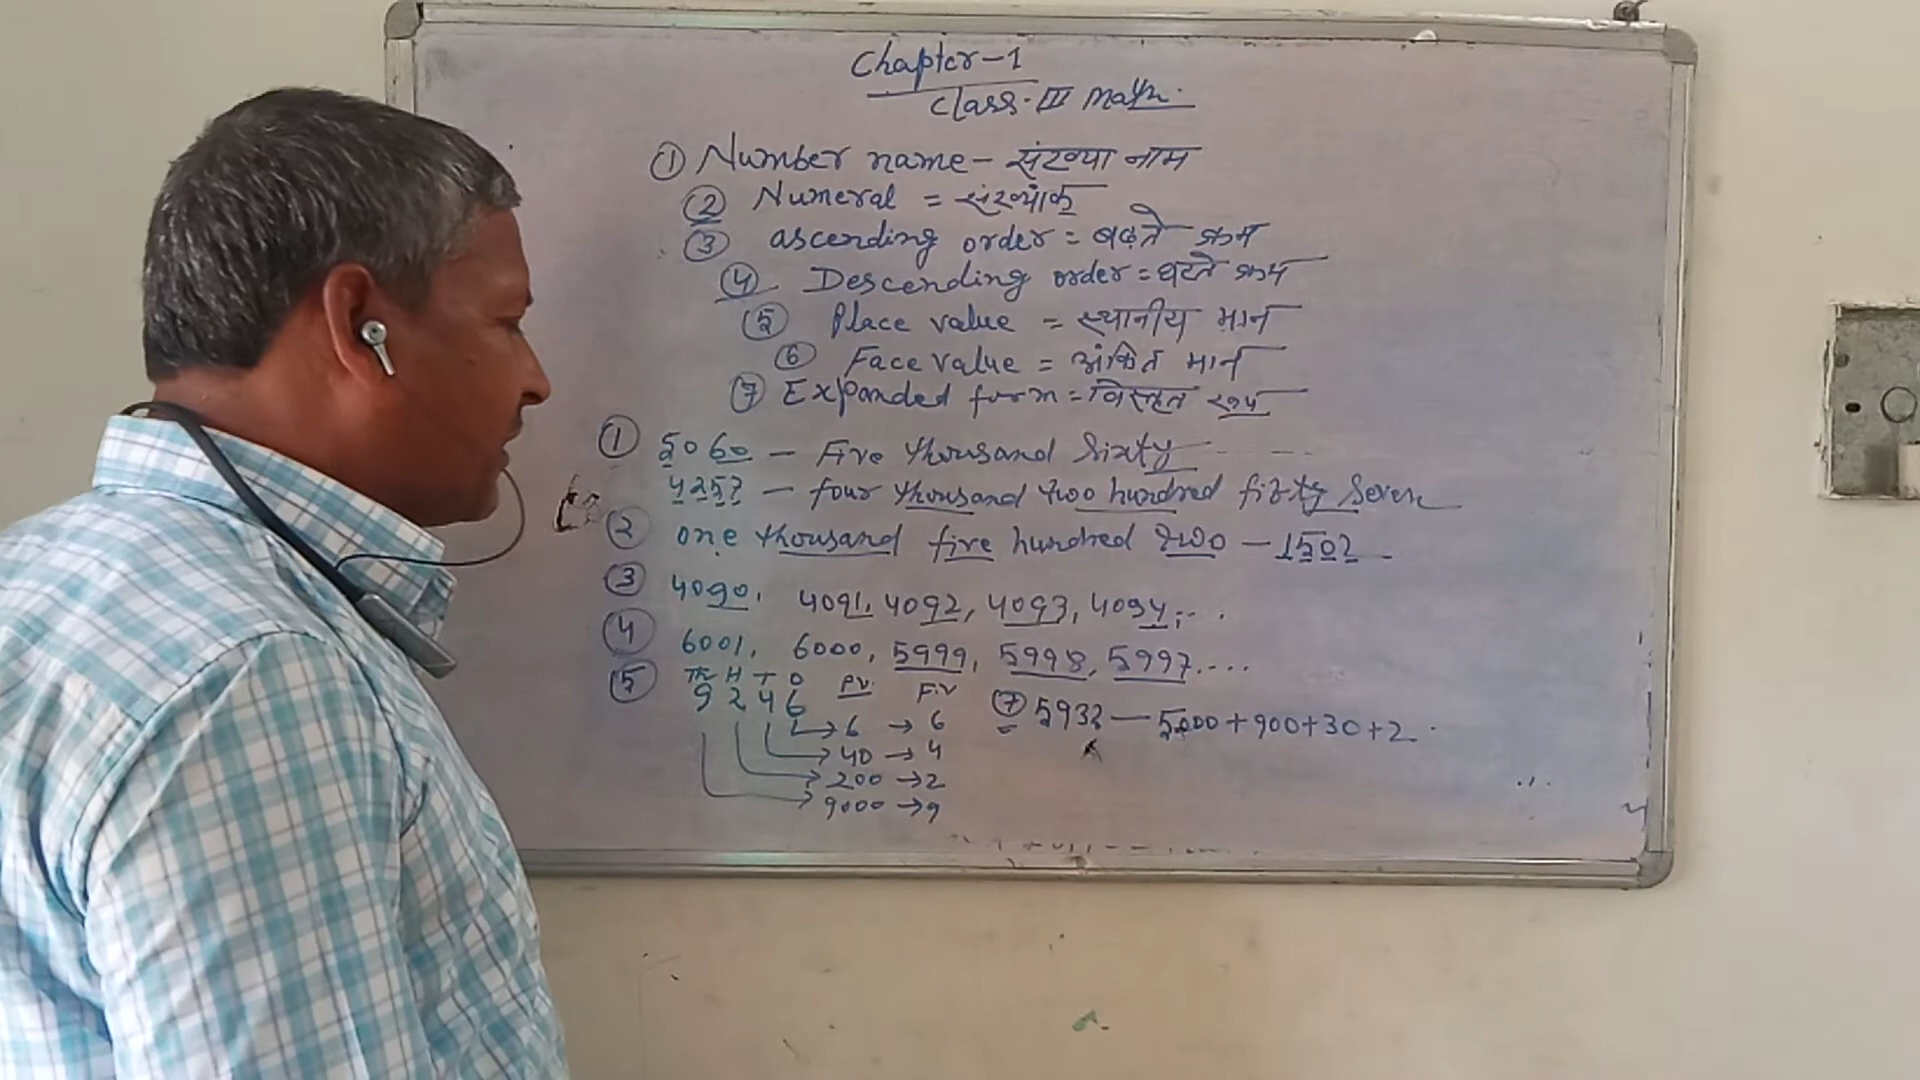 Chapter-1
Class-III Math.
① Number name - संख्या नाम
② Numeral = संख्यांक
③ ascending order = बढ़ते क्रम
④ Descending order = घटते क्रम
⑤ Place value = स्थानीय मान
⑥ Face value = अंकित मान
⑦ Expanded form = विस्तृत रूप
① 5060 - Five thousand Sixty
4257 - four thousand two hundred fifty Seven
② one thousand five hundred two - 1502
③ 4090, 4091, 4092, 4093, 4094, ...
④ 6001, 6000, 5999, 5998, 5997....
⑤ Th H T O P.V. F.V
9246
→ 6 → 6
→ 40 → 4
→ 200 → 2
→ 9000 → 9
⑦ 5932 - 5000+900+30+2